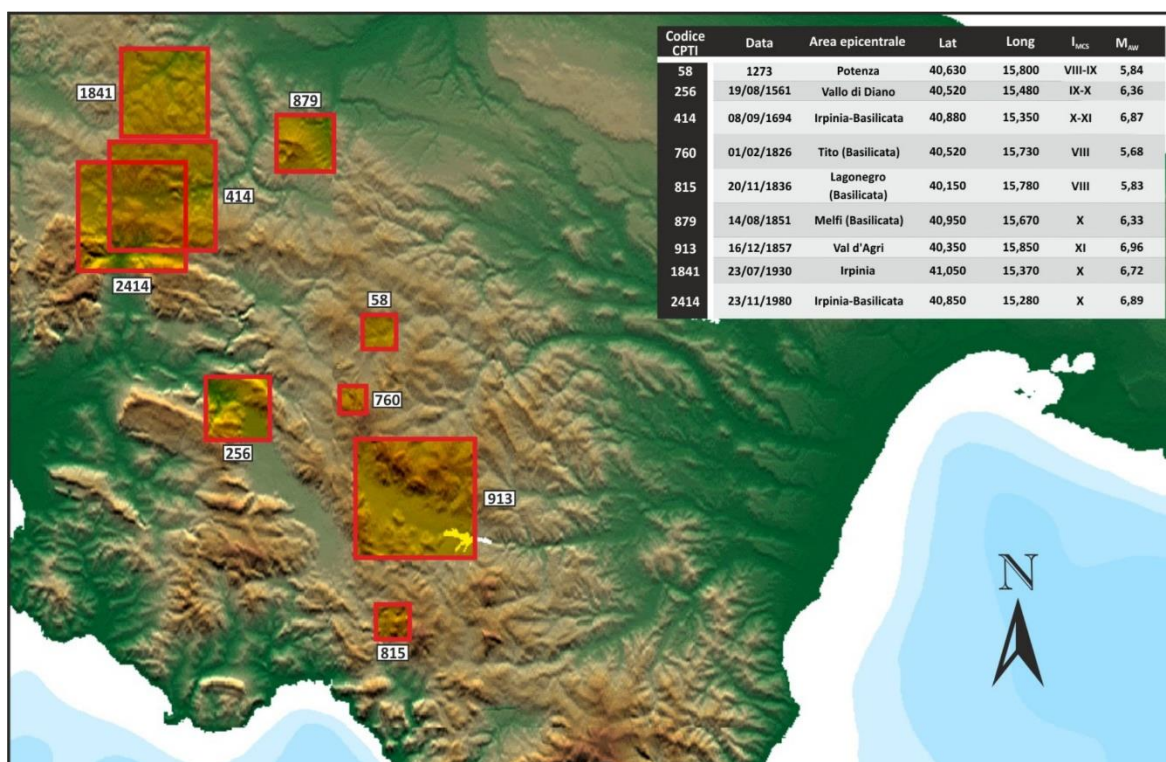 Codice CPTI Data Area epicentrale Lat Long I MCS M AW
58 1273 Potenza 40,630 15,800 VIII-IX 5,84
256 19/08/1561 Vallo di Diano 40,520 15,480 IX-X 6,36
414 08/09/1694 Irpinia-Basilicata 40,880 15,350 X-XI 6,87
760 01/02/1826 Tito (Basilicata) 40,520 15,730 VIII 5,68
815 20/11/1836 Lagonegro (Basilicata) 40,150 15,780 VIII 5,83
879 14/08/1851 Melfi (Basilicata) 40,950 15,670 X 6,33
913 16/12/1857 Val d'Agri 40,350 15,850 XI 6,96
1841 23/07/1930 Irpinia 41,050 15,370 X 6,72
2414 23/11/1980 Irpinia-Basilicata 40,850 15,280 X 6,89
1841
879
414
2414
58
760
256
913
815
N